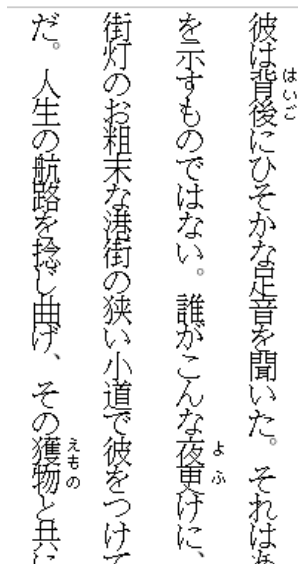 彼は背後にひそかな足音を聞いた。それは
を示すものではない。誰がこんな夜更けに、
街灯のお粗末な港街の狭い小道で彼をつけて
だ。人生の航路を捻じ曲げ、その獲物と共に